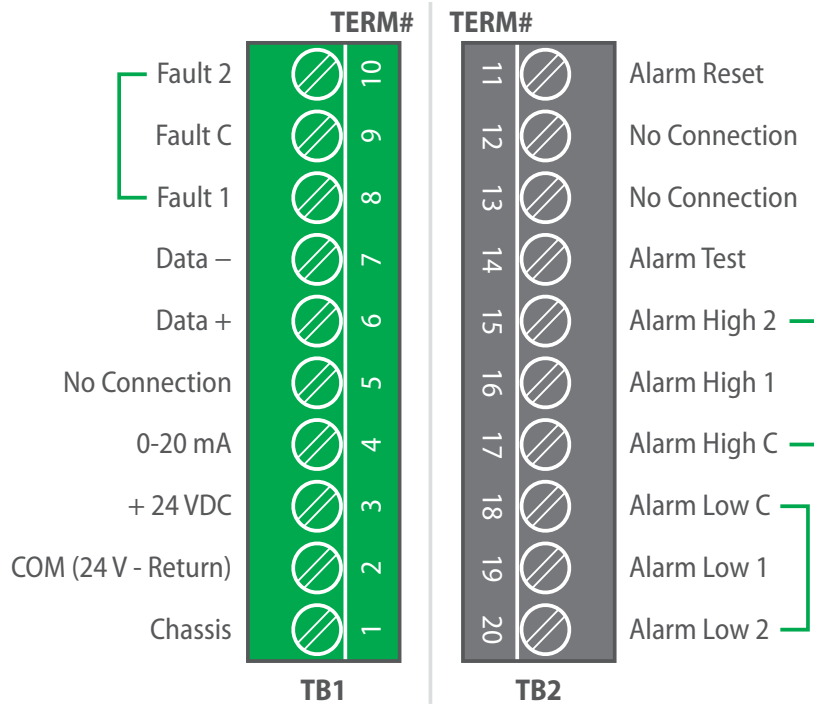 TERM# TERM#
Fault 2 10 11 Alarm Reset
Fault C 9 12 No Connection
Fault 1 8 13 No Connection
Data – 7 14 Alarm Test
Data + 6 15 Alarm High 2
No Connection 5 16 Alarm High 1
0-20 mA 4 17 Alarm High C
+ 24 VDC 3 18 Alarm Low C
COM (24 V - Return) 2 19 Alarm Low 1
Chassis 1 20 Alarm Low 2
TB1 TB2